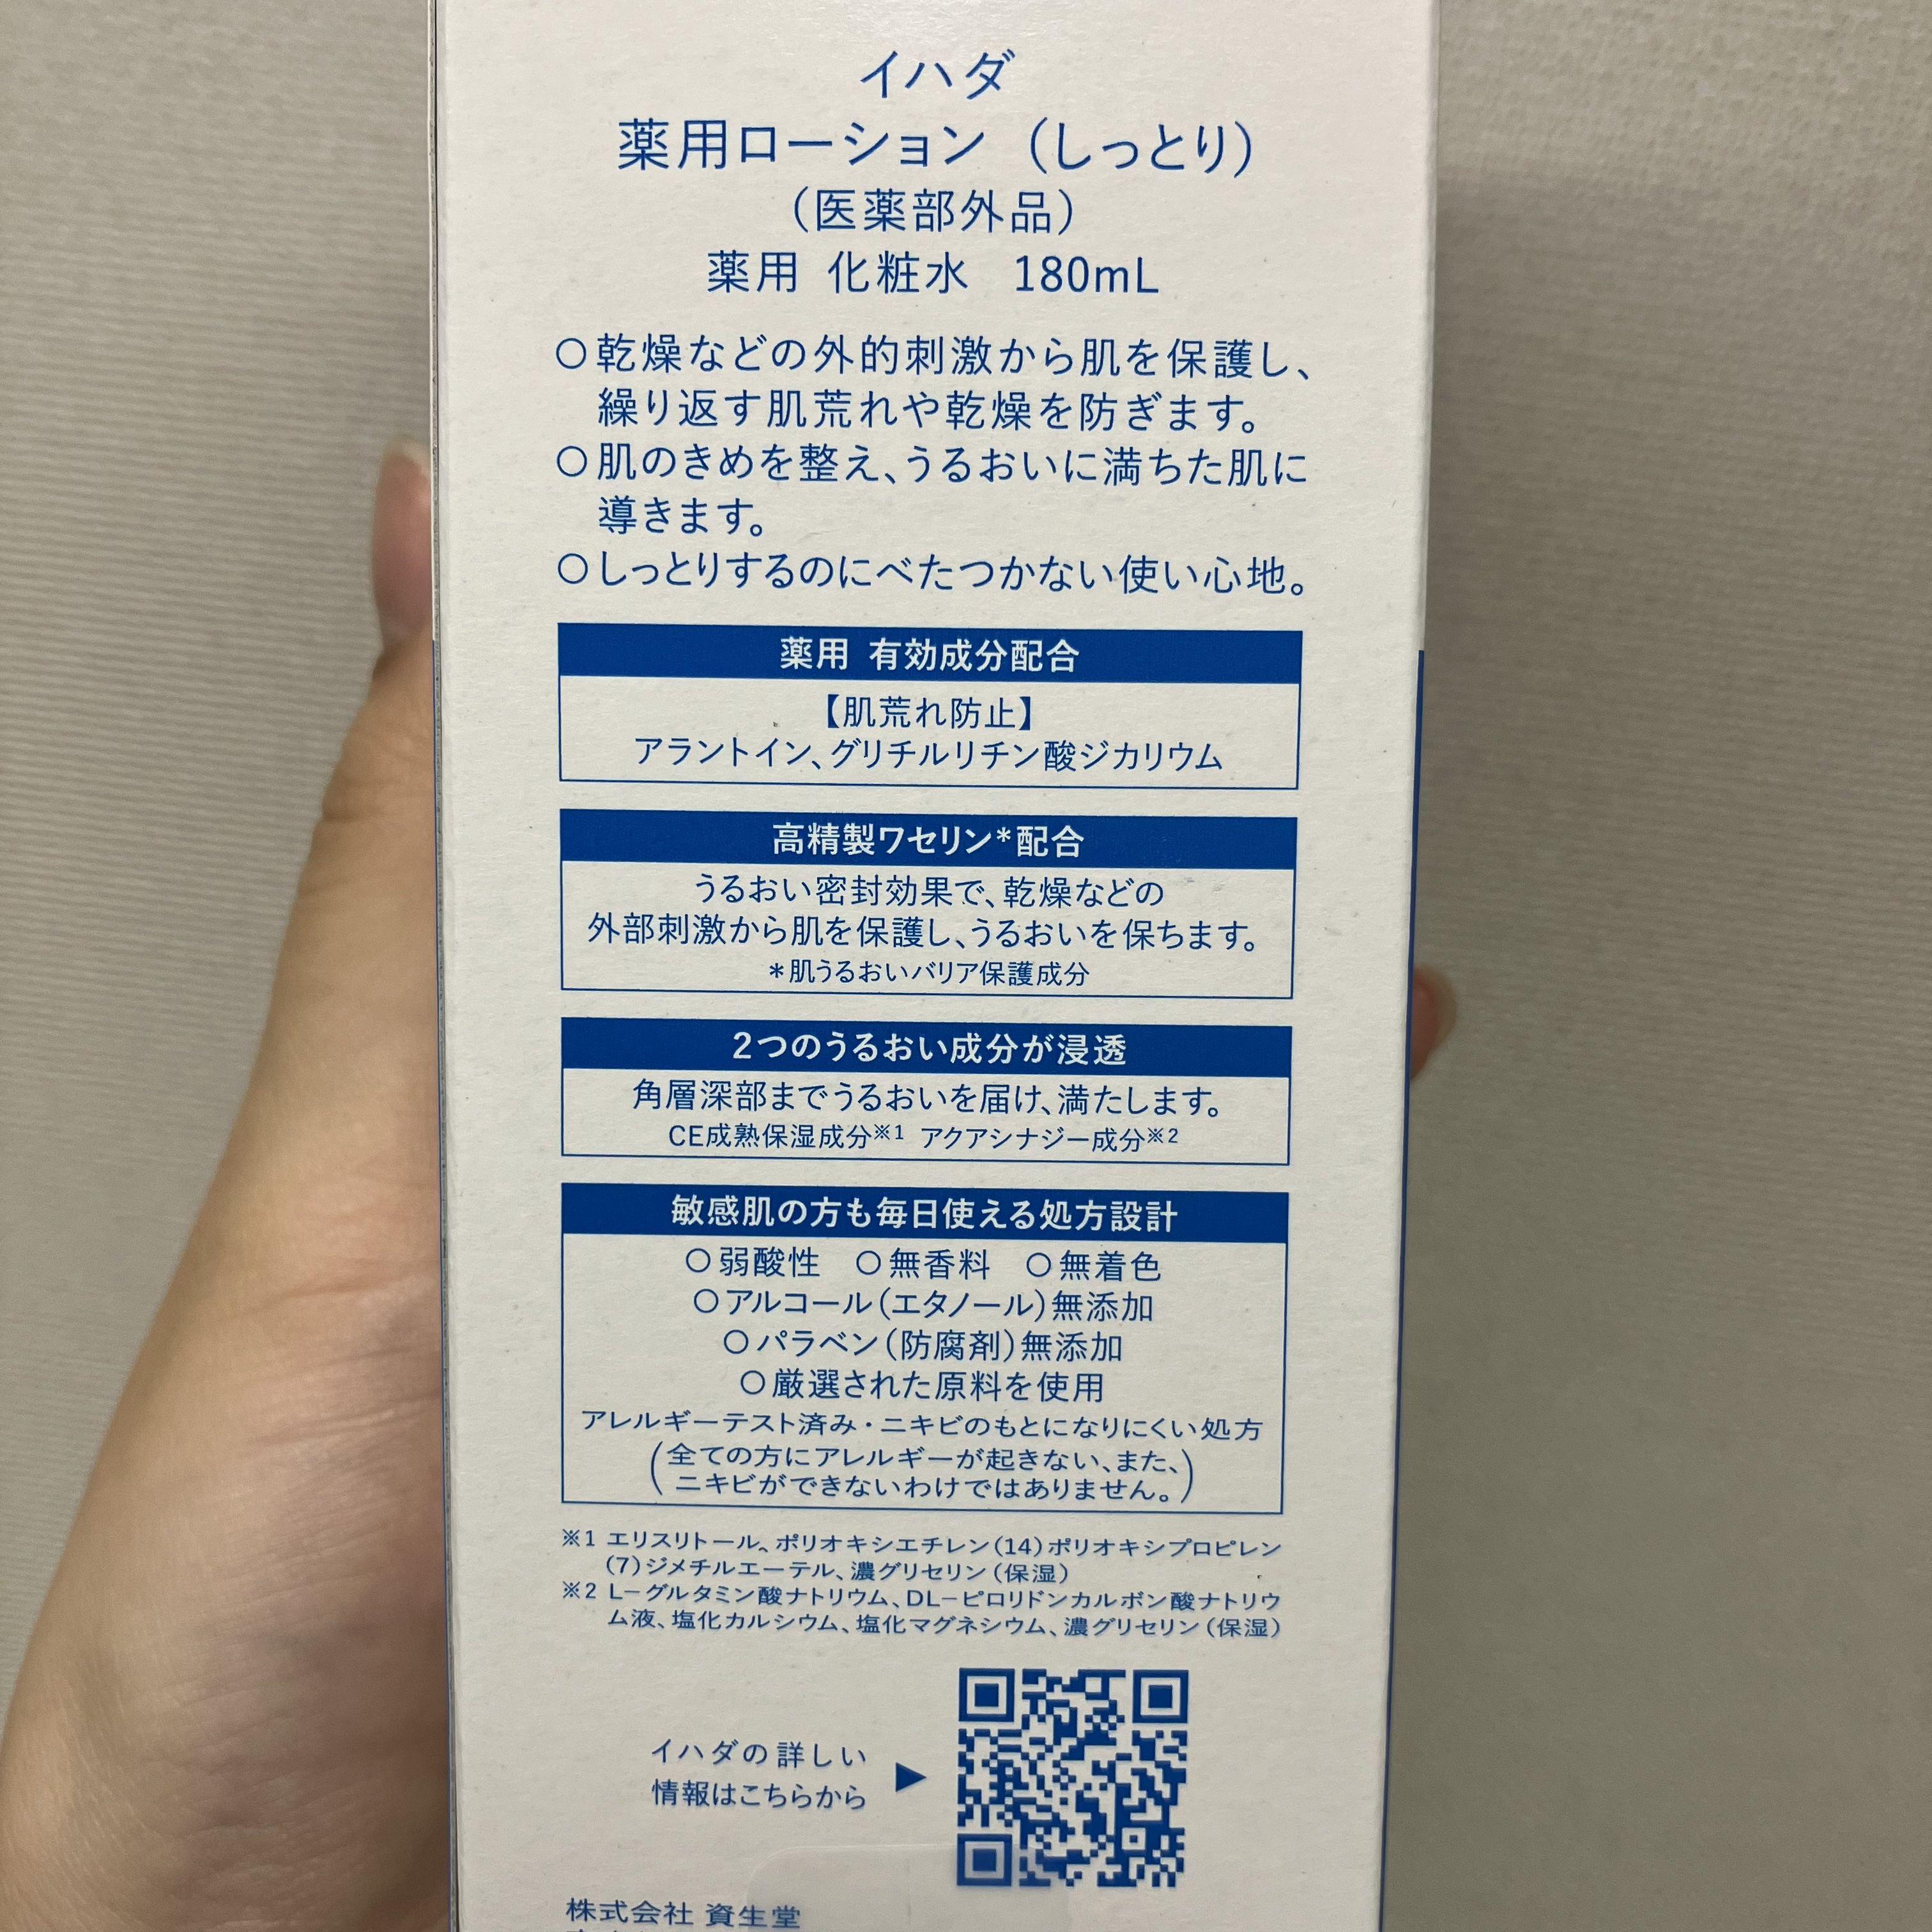 イハダ
薬用ローション（しっとり）
（医薬部外品）
薬用 化粧水 180mL
○乾燥などの外的刺激から肌を保護し、
繰り返す肌荒れや乾燥を防ぎます。
○肌のきめを整え、うるおいに満ちた肌に
導きます。
○しっとりするのにべたつかない使い心地。
薬用 有効成分配合
【肌荒れ防止】
アラントイン、グリチルリチン酸ジカリウム
高精製ワセリン*配合
うるおい密封効果で、乾燥などの
外部刺激から肌を保護し、うるおいを保ちます。
*肌うるおいバリア保護成分
2つのうるおい成分が浸透
角層深部までうるおいを届け、満たします。
CE成熟保湿成分※1 アクアシナジー成分※2
敏感肌の方も毎日使える処方設計
○弱酸性 ○無香料 ○無着色
○アルコール（エタノール）無添加
○パラベン（防腐剤）無添加
○厳選された原料を使用
アレルギーテスト済み・ニキビのもとになりにくい処方
（全ての方にアレルギーが起きない、また、
ニキビができないわけではありません。）
※1 エリスリトール、ポリオキシエチレン（14）ポリオキシプロピレン
（7）ジメチルエーテル、濃グリセリン（保湿）
※2 L－グルタミン酸ナトリウム、DL－ピロリドンカルボン酸ナトリウ
ム液、塩化カルシウム、塩化マグネシウム、濃グリセリン（保湿）
イハダの詳しい
情報はこちらから
株式会社 資生堂